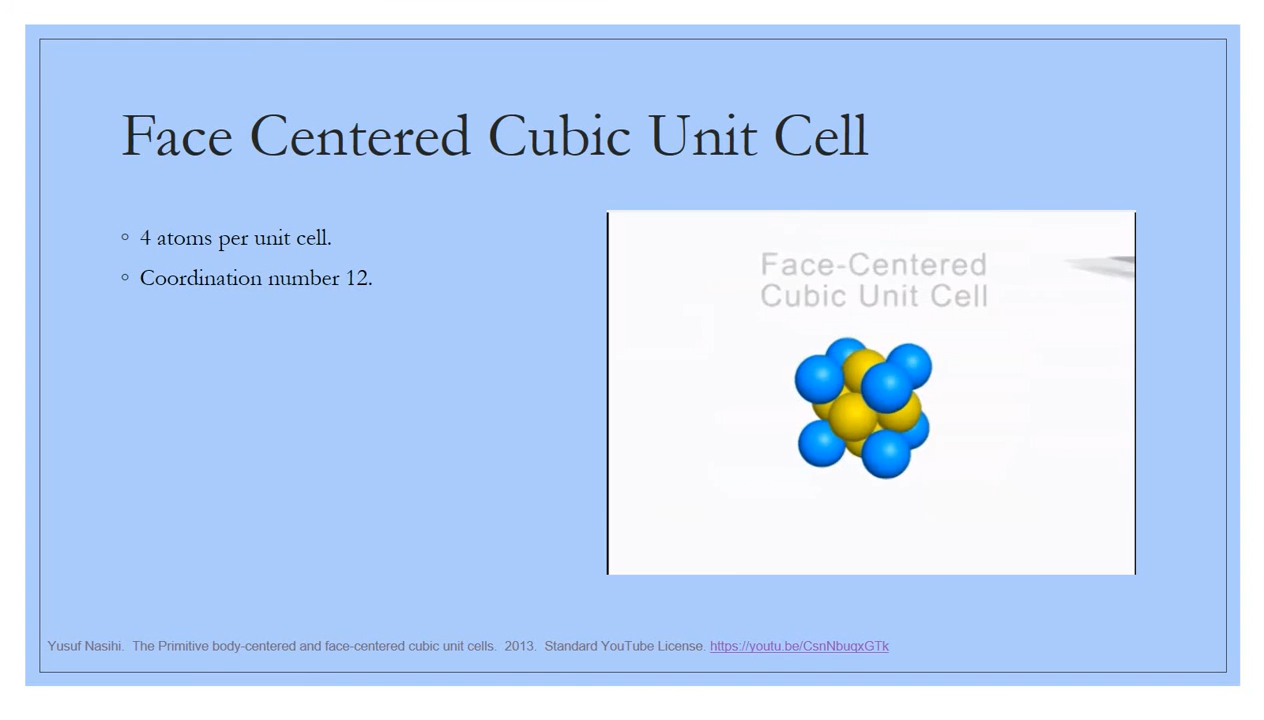 Face Centered Cubic Unit Cell
◦ 4 atoms per unit cell.
◦ Coordination number 12.
Face-Centered
Cubic Unit Cell
Yusuf Nasihi.  The Primitive body-centered and face-centered cubic unit cells.  2013.  Standard YouTube License. https://youtu.be/CsnNbuqxGTk